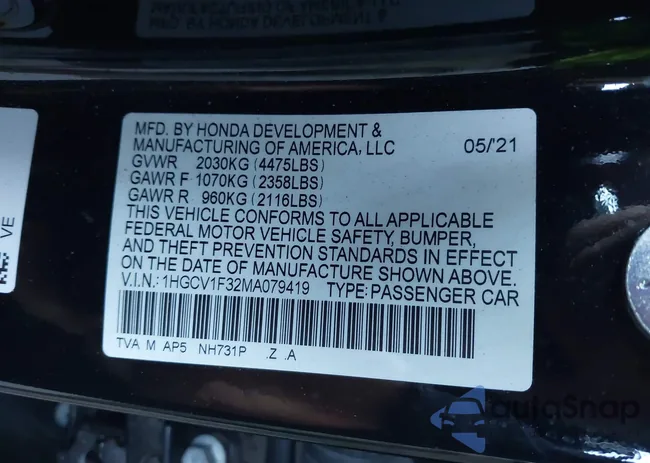 MFD. BY HONDA DEVELOPMENT &
MANUFACTURING OF AMERICA, LLC 05/'21
GVWR 2030KG (4475LBS)
GAWR F 1070KG (2358LBS)
GAWR R 960KG (2116LBS)
THIS VEHICLE CONFORMS TO ALL APPLICABLE
FEDERAL MOTOR VEHICLE SAFETY, BUMPER,
AND THEFT PREVENTION STANDARDS IN EFFECT
ON THE DATE OF MANUFACTURE SHOWN ABOVE.
V.I.N.: 1HGCV1F32MA079419 TYPE: PASSENGER CAR
TVA M AP5 NH731P .Z .A
VE
autoSnap